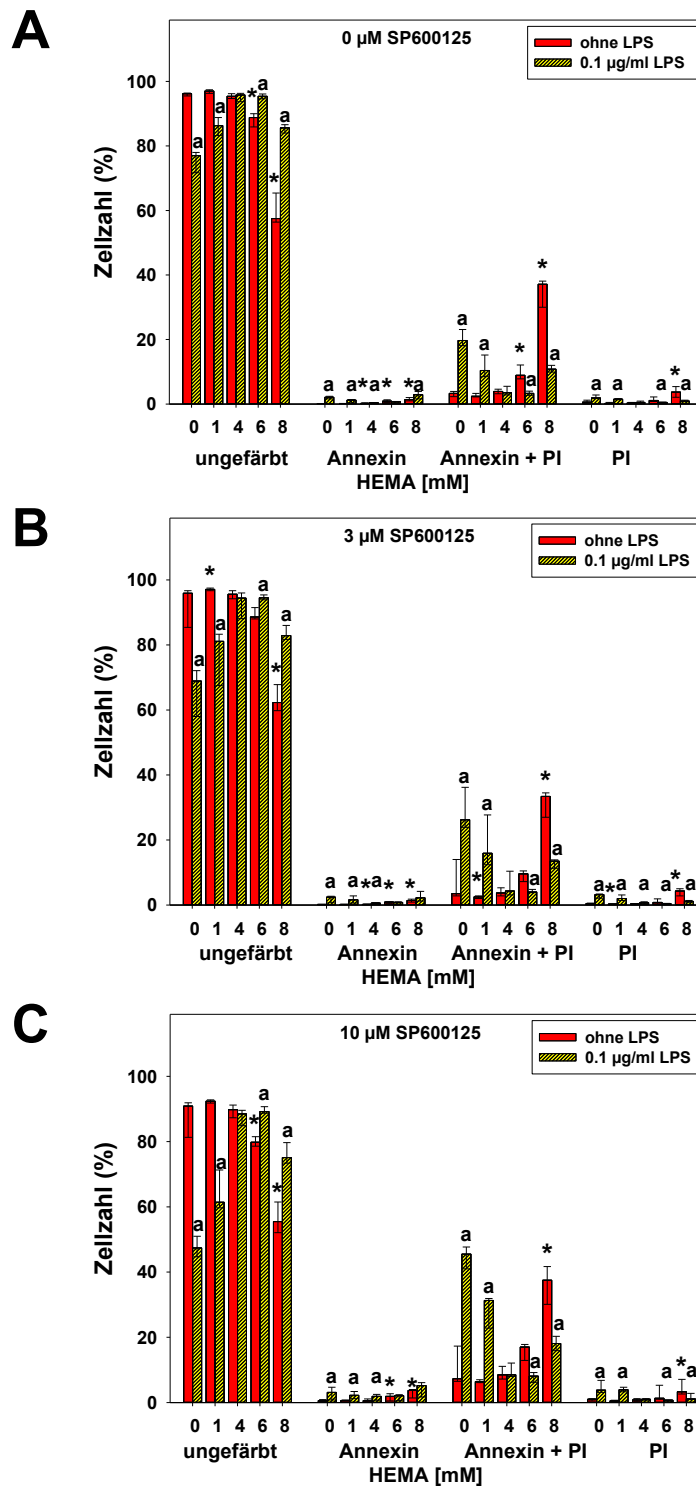 A
0 µM SP600125
ohne LPS
0.1 µg/ml LPS
Zellzahl (%)
100
80
60
40
20
0
a a * a * a
a a * a * * a
a a * a * a
a a a * a
0 1 4 6 8 0 1 4 6 8 0 1 4 6 8 0 1 4 6 8
ungefärbt Annexin Annexin + PI PI
HEMA [mM]
B
3 µM SP600125
ohne LPS
0.1 µg/ml LPS
Zellzahl (%)
100
80
60
40
20
0
a * a a * a
a a * a * *
a * a a * a
a * a a a * a
0 1 4 6 8 0 1 4 6 8 0 1 4 6 8 0 1 4 6 8
ungefärbt Annexin Annexin + PI PI
HEMA [mM]
C
10 µM SP600125
ohne LPS
0.1 µg/ml LPS
Zellzahl (%)
100
80
60
40
20
0
a a * a * a
a a a * *
a a a * a
a a * a
0 1 4 6 8 0 1 4 6 8 0 1 4 6 8 0 1 4 6 8
ungefärbt Annexin Annexin + PI PI
HEMA [mM]